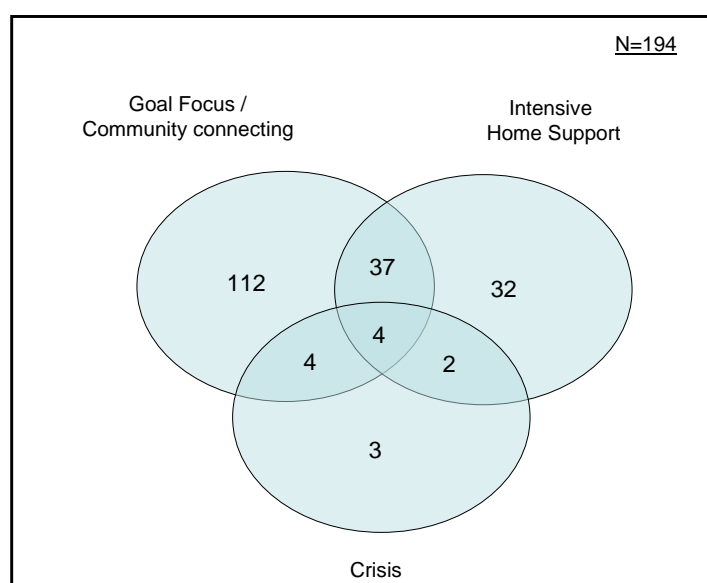 N=194
Goal Focus /
Community connecting
Intensive
Home Support
112
37
32
4
4
2
3
Crisis